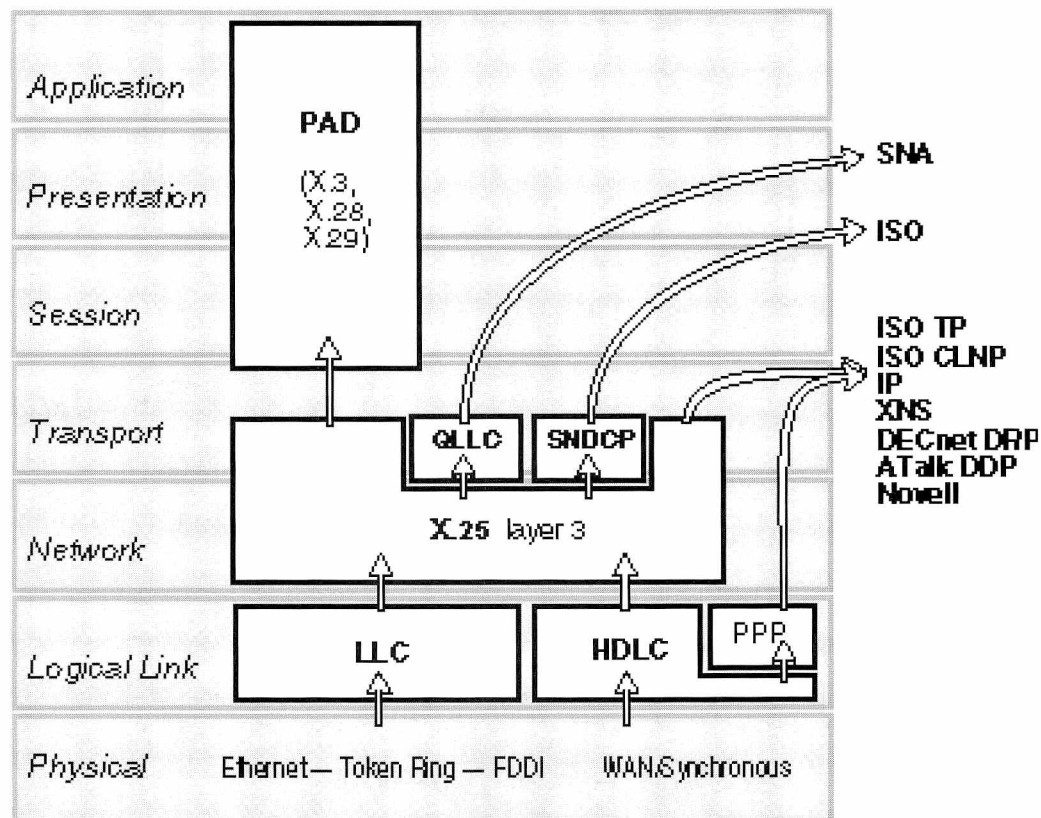 Application
PAD
Presentation
(X.3,
X.28,
X.29)
SNA
ISO
Session
ISO TP
ISO CLNP
IP
XNS
DECnet DRP
ATalk DDP
Novell
Transport
QLLC
SNDCP
X.25 layer 3
Network
LLC
HDLC
PPP
Logical Link
Physical
Ethernet — Token Ring — FDDI
WAN/Synchronous